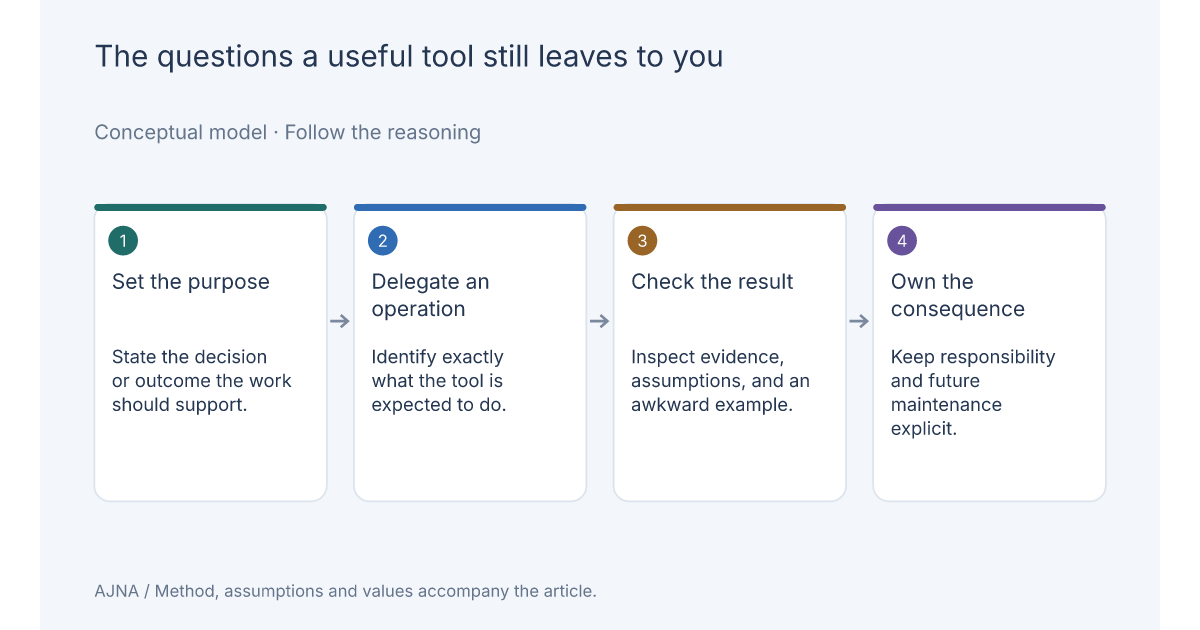 The questions a useful tool still leaves to you
Conceptual model · Follow the reasoning
1
Set the purpose
State the decision
or outcome the work
should support.
2
Delegate an
operation
Identify exactly
what the tool is
expected to do.
3
Check the result
Inspect evidence,
assumptions, and an
awkward example.
4
Own the
consequence
Keep responsibility
and future
maintenance
explicit.
AJNA / Method, assumptions and values accompany the article.